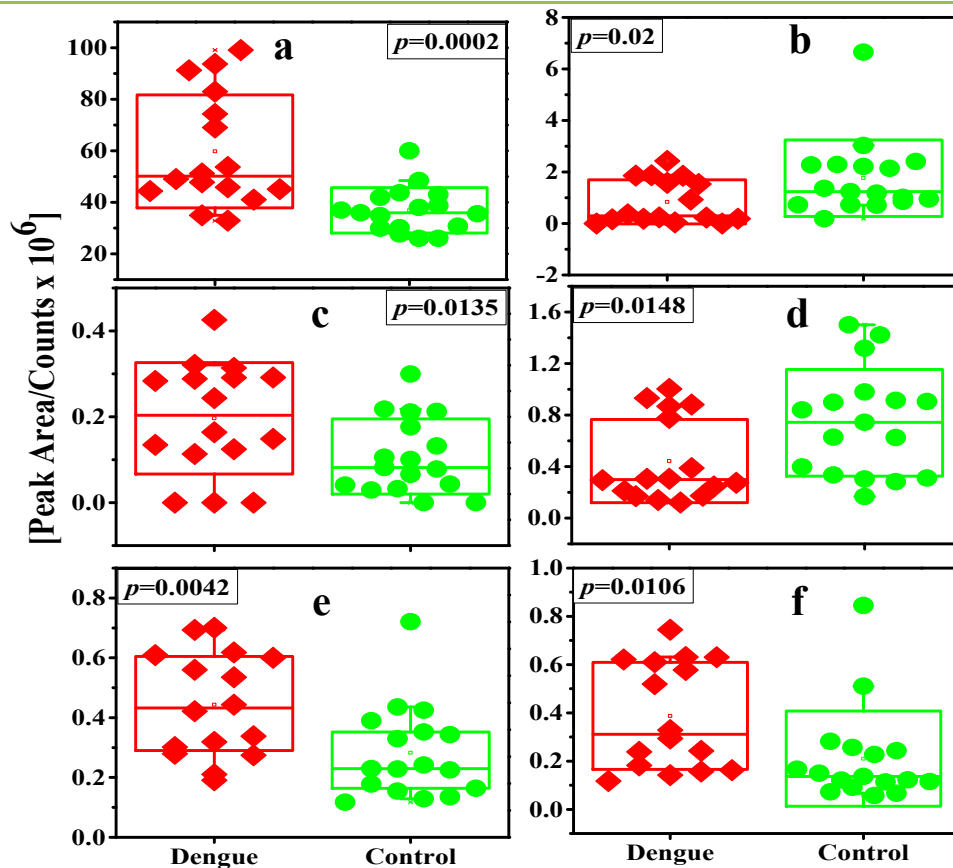 [Peak Area/Counts x 10^6]
a
p=0.0002
100
80
60
40
20
b
p=0.02
8
6
4
2
0
-2
c
p=0.0135
0.4
0.2
0.0
d
p=0.0148
1.6
1.2
0.8
0.4
0.0
e
p=0.0042
0.8
0.6
0.4
0.2
0.0
f
p=0.0106
1.0
0.8
0.6
0.4
0.2
0.0
Dengue Control
Dengue Control